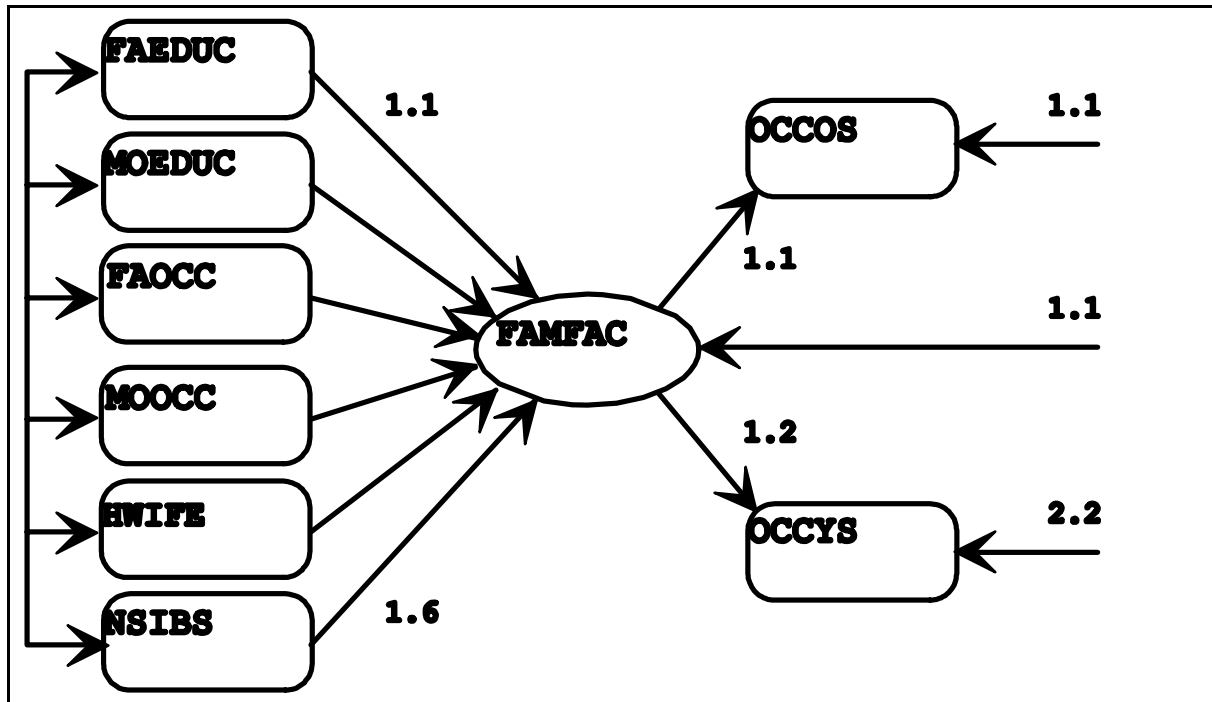 FAEDUC
1.1
MOEDUC
FAOCC
MOOCC
HWIFE
NSIBS
1.6
FAMFAC
OCCOS
1.1
1.1
1.1
1.2
OCCYS
2.2